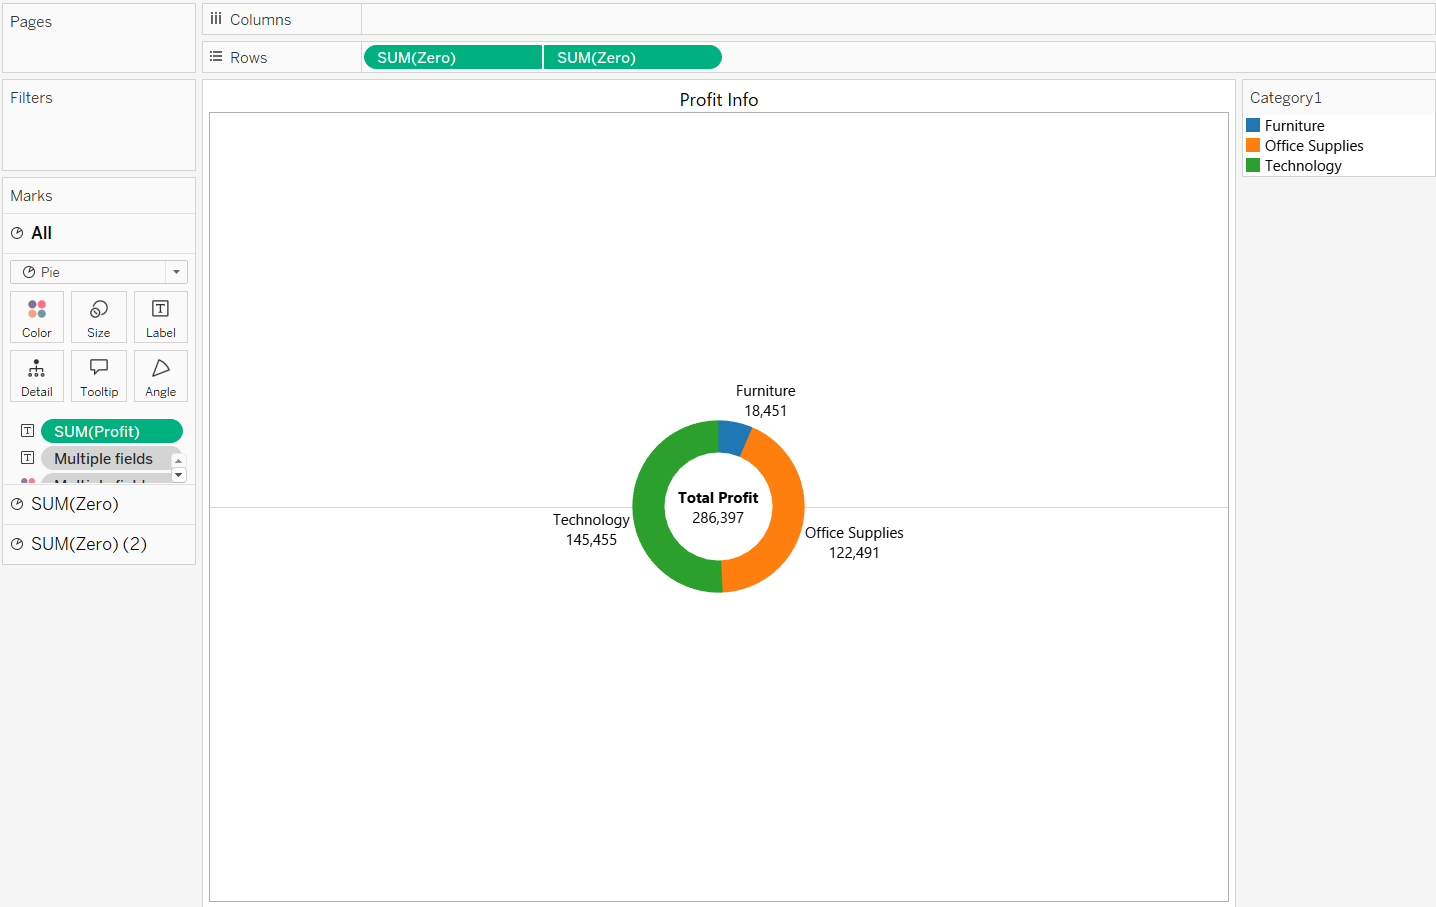 Pages
Columns
Rows
SUM(Zero)
SUM(Zero)
Filters
Marks
All
Pie
Color
Size
Label
Detail
Tooltip
Angle
SUM(Profit)
Multiple fields
SUM(Zero)
SUM(Zero) (2)
Profit Info
Furniture
18,451
Total Profit
286,397
Technology
145,455
Office Supplies
122,491
Category1
Furniture
Office Supplies
Technology